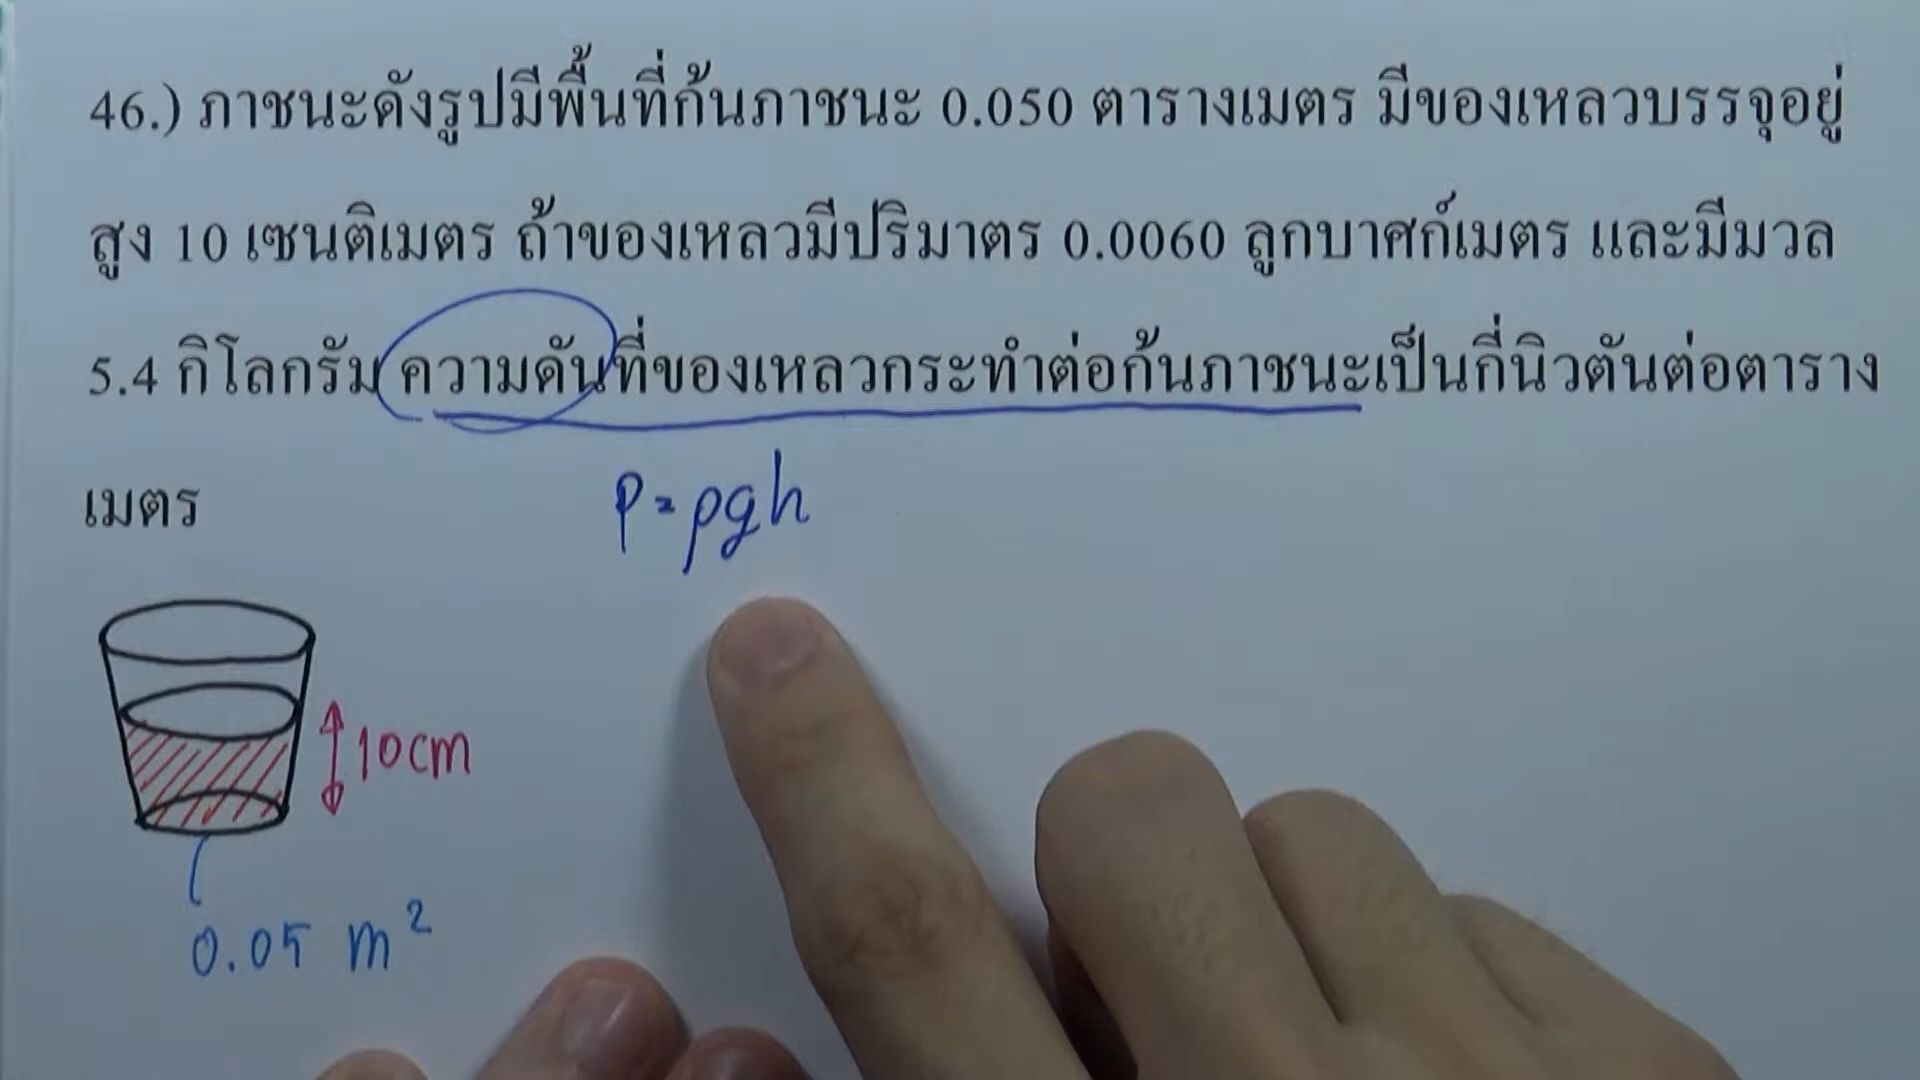 46.) ภาชนะดังรูปมีพื้นที่ก้นภาชนะ 0.050 ตารางเมตร มีของเหลวบรรจุอยู่
สูง 10 เซนติเมตร ถ้าของเหลวมีปริมาตร 0.0060 ลูกบาศก์เมตร และมีมวล
5.4 กิโลกรัม ความดันที่ของเหลวกระทำต่อก้นภาชนะเป็นกี่นิวตันต่อตาราง
เมตร
P = ρgh
10cm
0.05 m²